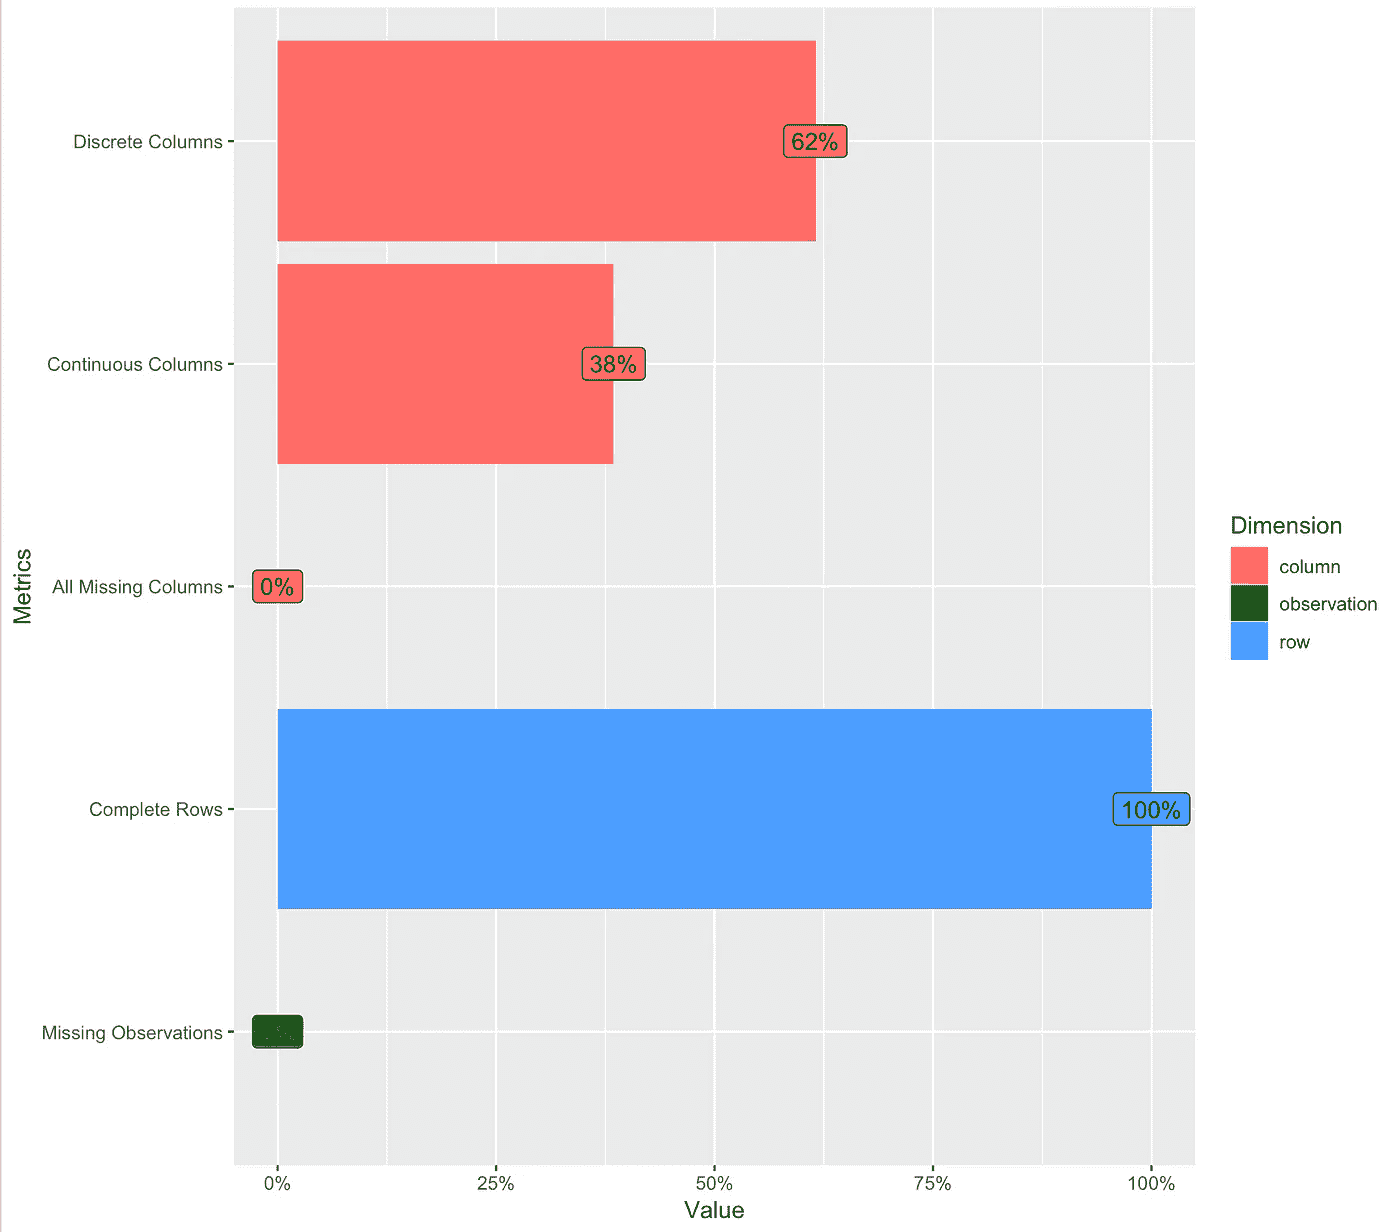 Discrete Columns
62%
Continuous Columns
38%
Metrics
All Missing Columns
0%
Complete Rows
100%
Missing Observations
0%
25%
50%
75%
100%
Value
Dimension
column
observation
row